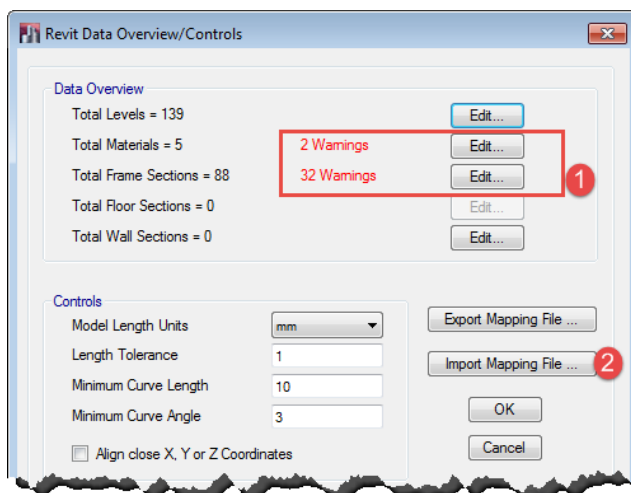 Revit Data Overview/Controls
Data Overview
Total Levels = 139 Edit...
Total Materials = 5 2 Warnings Edit...
Total Frame Sections = 88 32 Warnings Edit...
1
Total Floor Sections = 0 Edit...
Total Wall Sections = 0 Edit...
Controls
Model Length Units mm
Length Tolerance 1
Minimum Curve Length 10
Minimum Curve Angle 3
Align close X, Y or Z Coordinates
Export Mapping File ...
Import Mapping File ... 2
OK
Cancel